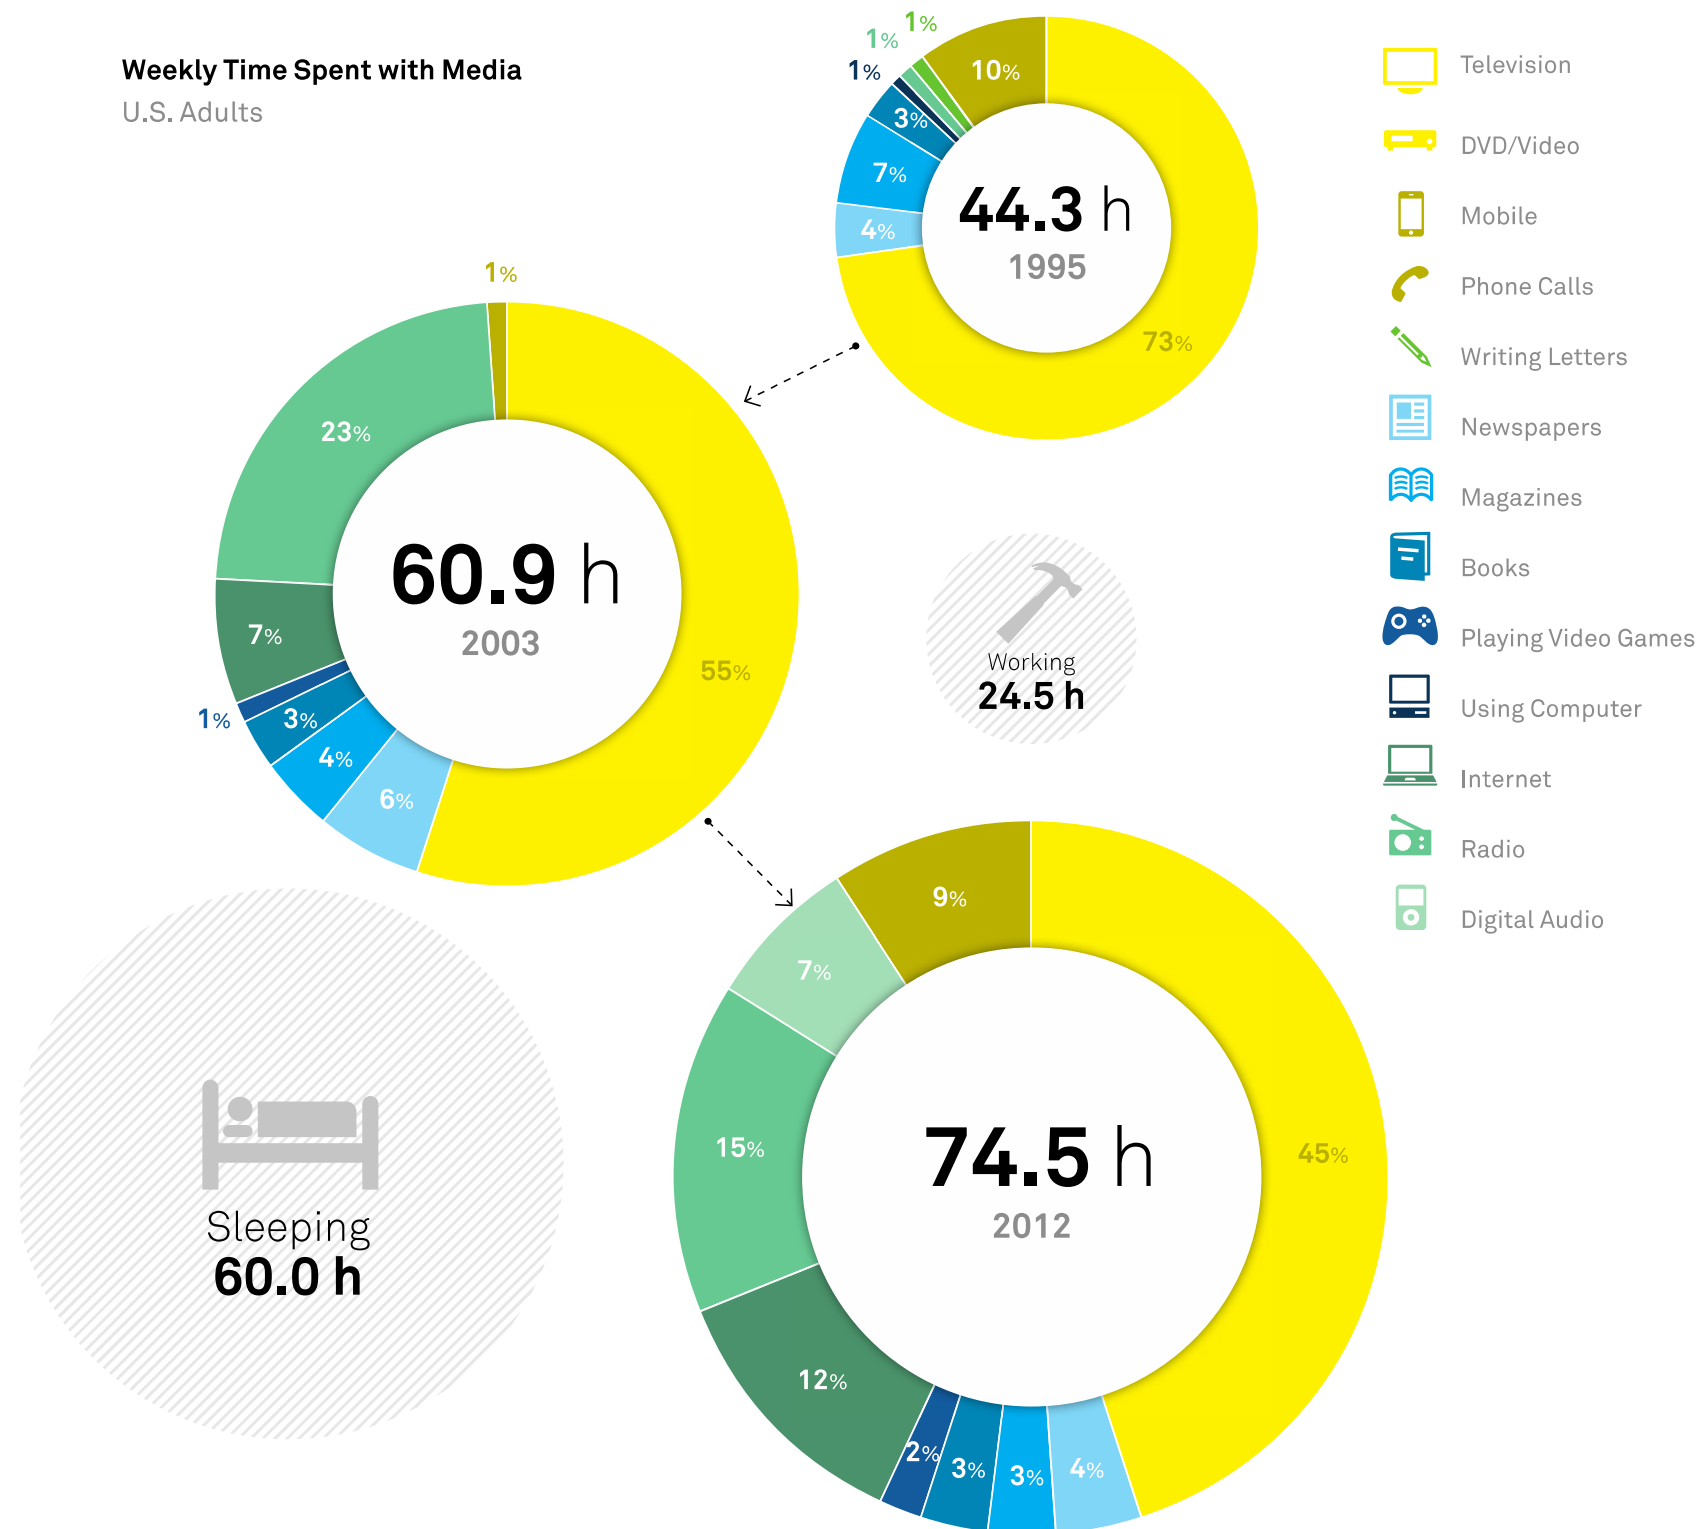 Weekly Time Spent with Media
U.S. Adults
1%
1%
1%
10%
3%
7%
4%
73%
44.3 h
1995
1%
23%
7%
1%
3%
4%
6%
55%
60.9 h
2003
Working
24.5 h
Sleeping
60.0 h
9%
7%
15%
12%
2%
3%
3%
4%
45%
74.5 h
2012
Television
DVD/Video
Mobile
Phone Calls
Writing Letters
Newspapers
Magazines
Books
Playing Video Games
Using Computer
Internet
Radio
Digital Audio